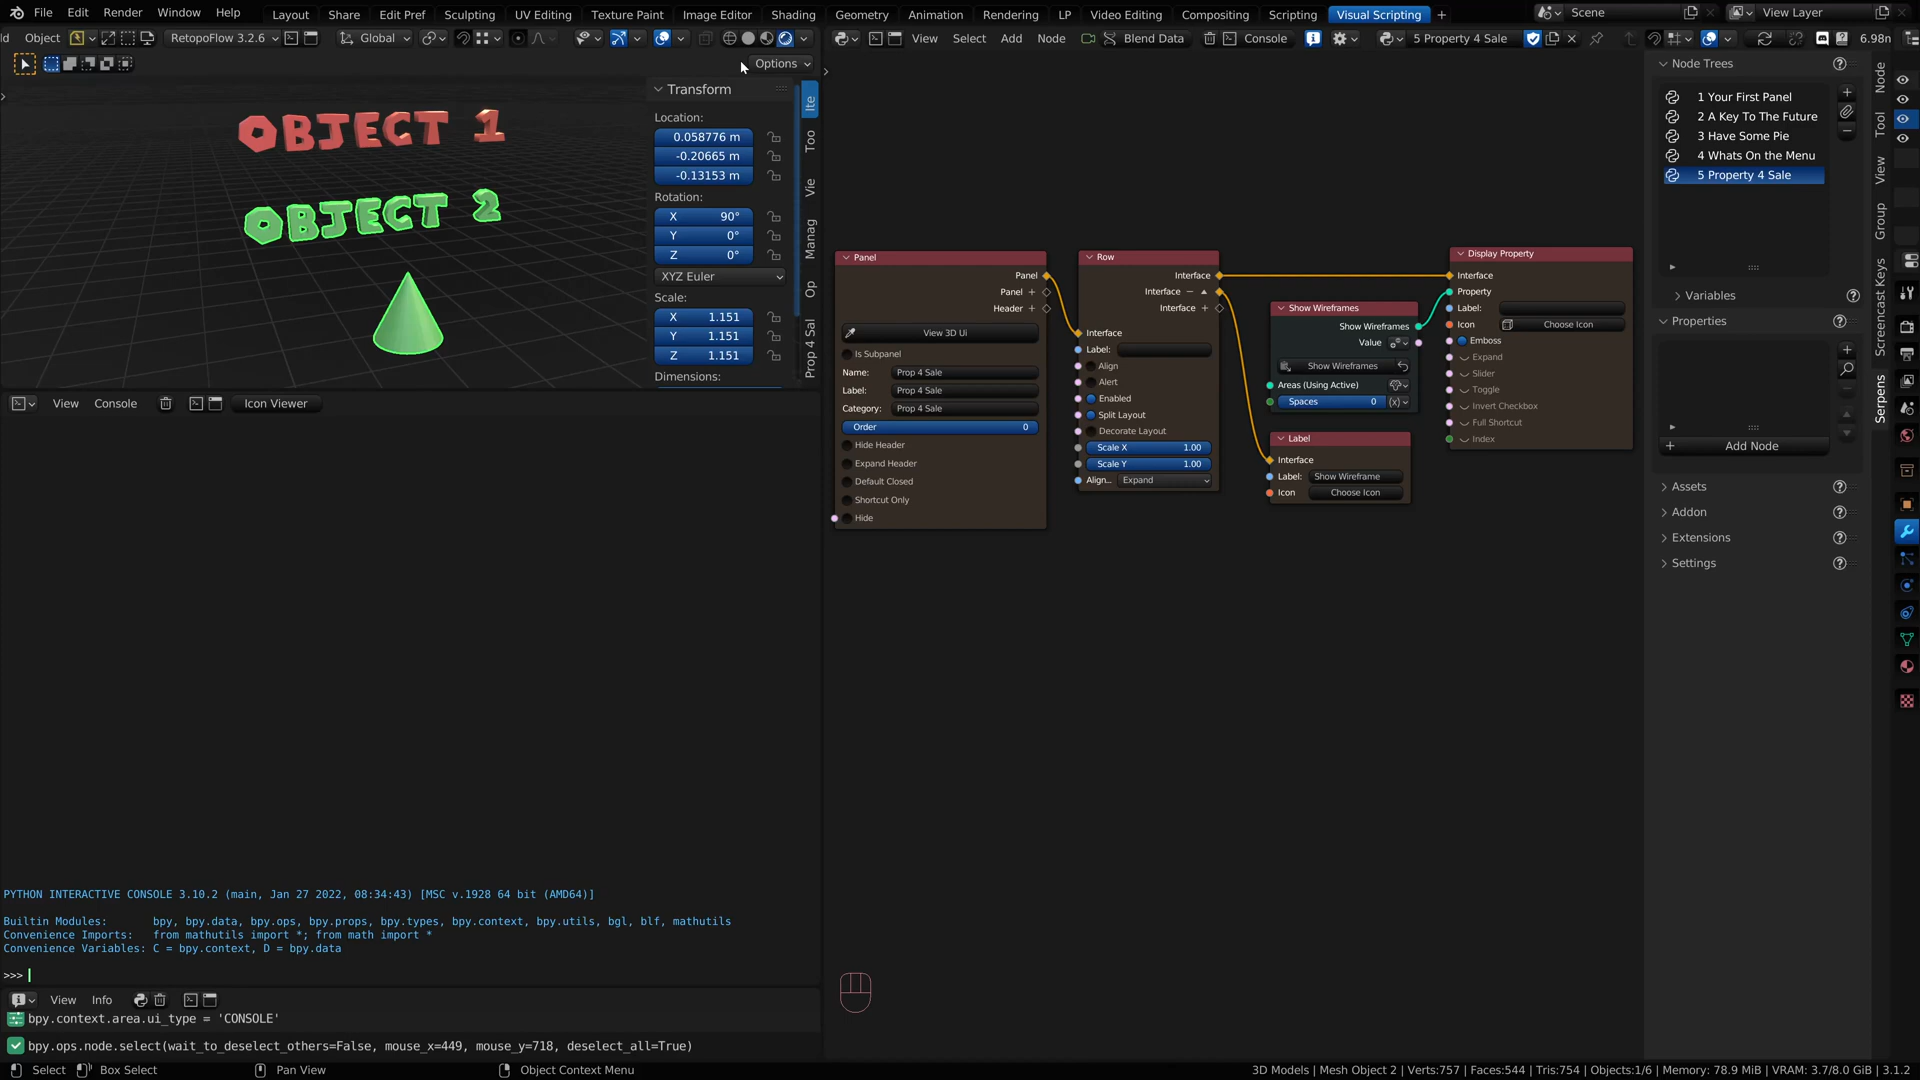 File Edit Render Window Help Layout Share Edit Pref Sculpting UV Editing Texture Paint Image Editor Shading Geometry Animation Rendering LP Video Editing Compositing Scripting Visual Scripting + Scene View Layer
ld Object RetopoFlow 3.2.6 Global
View Select Add Node Blend Data Console 5 Property 4 Sale 6.98m
Options
OBJECT 1
OBJECT 2
Transform
Location:
0.058776 m
-0.20665 m
-0.13153 m
Rotation:
X 90°
Y 0°
Z 0°
XYZ Euler
Scale:
X 1.151
Y 1.151
Z 1.151
Dimensions:
Ite
Too
Vie
Manag
Op
Prop 4 Sal
View Console Icon Viewer
PYTHON INTERACTIVE CONSOLE 3.10.2 (main, Jan 27 2022, 08:34:43) [MSC v.1928 64 bit (AMD64)]
Builtin Modules: bpy, bpy.data, bpy.ops, bpy.props, bpy.types, bpy.context, bpy.utils, bgl, blf, mathutils
Convenience Imports: from mathutils import *; from math import *
Convenience Variables: C = bpy.context, D = bpy.data
>>>
View Info
bpy.context.area.ui_type = 'CONSOLE'
bpy.ops.node.select(wait_to_deselect_others=False, mouse_x=449, mouse_y=718, deselect_all=True)
Panel
Panel
Panel +
Header +
View 3D Ui
Is Subpanel
Name: Prop 4 Sale
Label: Prop 4 Sale
Category: Prop 4 Sale
Order 0
Hide Header
Expand Header
Default Closed
Shortcut Only
Hide
Row
Interface
Interface −
Interface +
Interface
Label:
Align
Alert
Enabled
Split Layout
Decorate Layout
Scale X 1.00
Scale Y 1.00
Align... Expand
Show Wireframes
Show Wireframes
Value
Show Wireframes
Areas (Using Active)
Spaces 0 (x)
Label
Interface
Label: Show Wireframe
Icon Choose Icon
Display Property
Interface
Property
Label:
Icon Choose Icon
Emboss
Expand
Slider
Toggle
Invert Checkbox
Full Shortcut
Index
Node Trees
1 Your First Panel
2 A Key To The Future
3 Have Some Pie
4 Whats On the Menu
5 Property 4 Sale
Variables
Properties
+ Add Node
Assets
Addon
Extensions
Settings
Node
Tool
View
Group
Screencast Keys
Serpens
Select Box Select Pan View Object Context Menu
3D Models | Mesh Object 2 | Verts:757 | Faces:544 | Tris:754 | Objects:1/6 | Memory: 78.9 MiB | VRAM: 3.7/8.0 GiB | 3.1.2